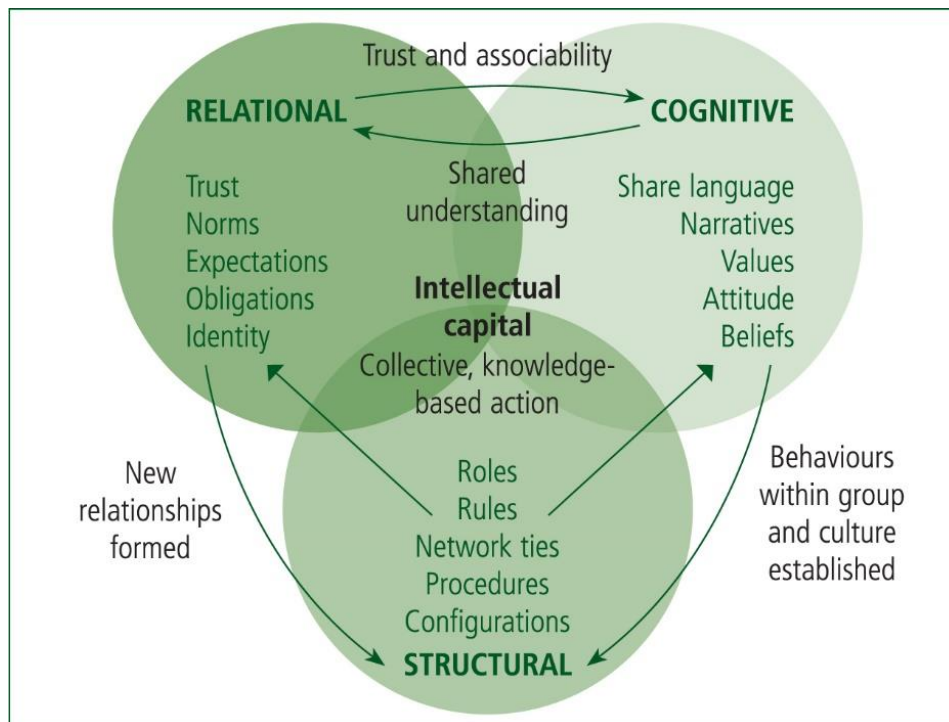 Trust and associability
RELATIONAL
COGNITIVE
Shared
understanding
Trust
Norms
Expectations
Obligations
Identity
Share language
Narratives
Values
Attitude
Beliefs
Intellectual
capital
Collective, knowledge-
based action
New
relationships
formed
Roles
Rules
Network ties
Procedures
Configurations
STRUCTURAL
Behaviours
within group
and culture
established